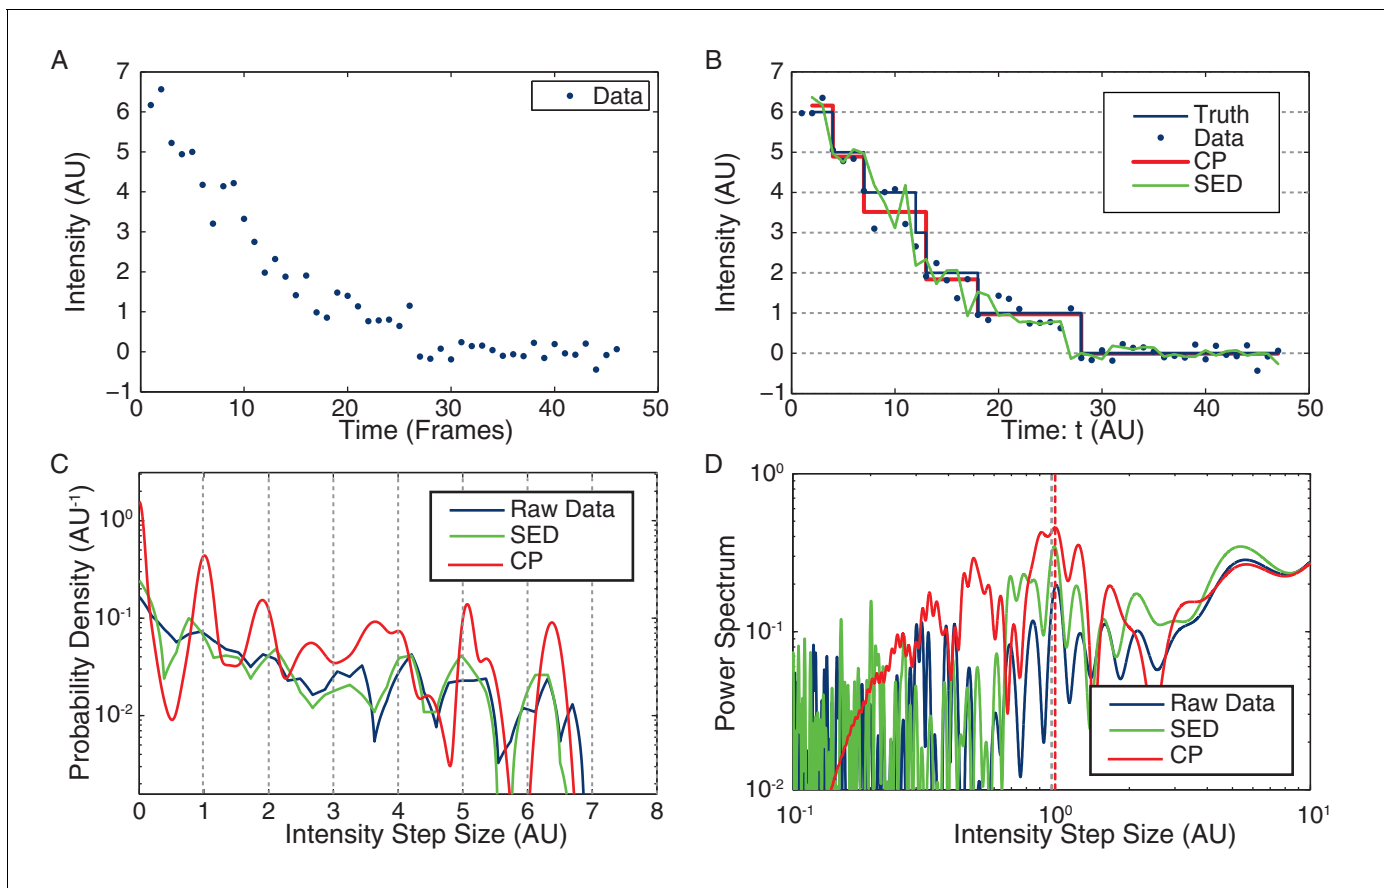 A
7
6
5
4
3
2
1
0
−1
Intensity (AU)
Data
0
10
20
30
40
50
Time (Frames)
B
7
6
5
4
3
2
1
0
−1
Intensity (AU)
Truth
Data
CP
SED
0
10
20
30
40
50
Time: t (AU)
C
10⁰
10⁻¹
10⁻²
Probability Density (AU⁻¹)
Raw Data
SED
CP
0
1
2
3
4
5
6
7
8
Intensity Step Size (AU)
D
10⁰
10⁻¹
10⁻²
Power Spectrum
Raw Data
SED
CP
10⁻¹
10⁰
10¹
Intensity Step Size (AU)